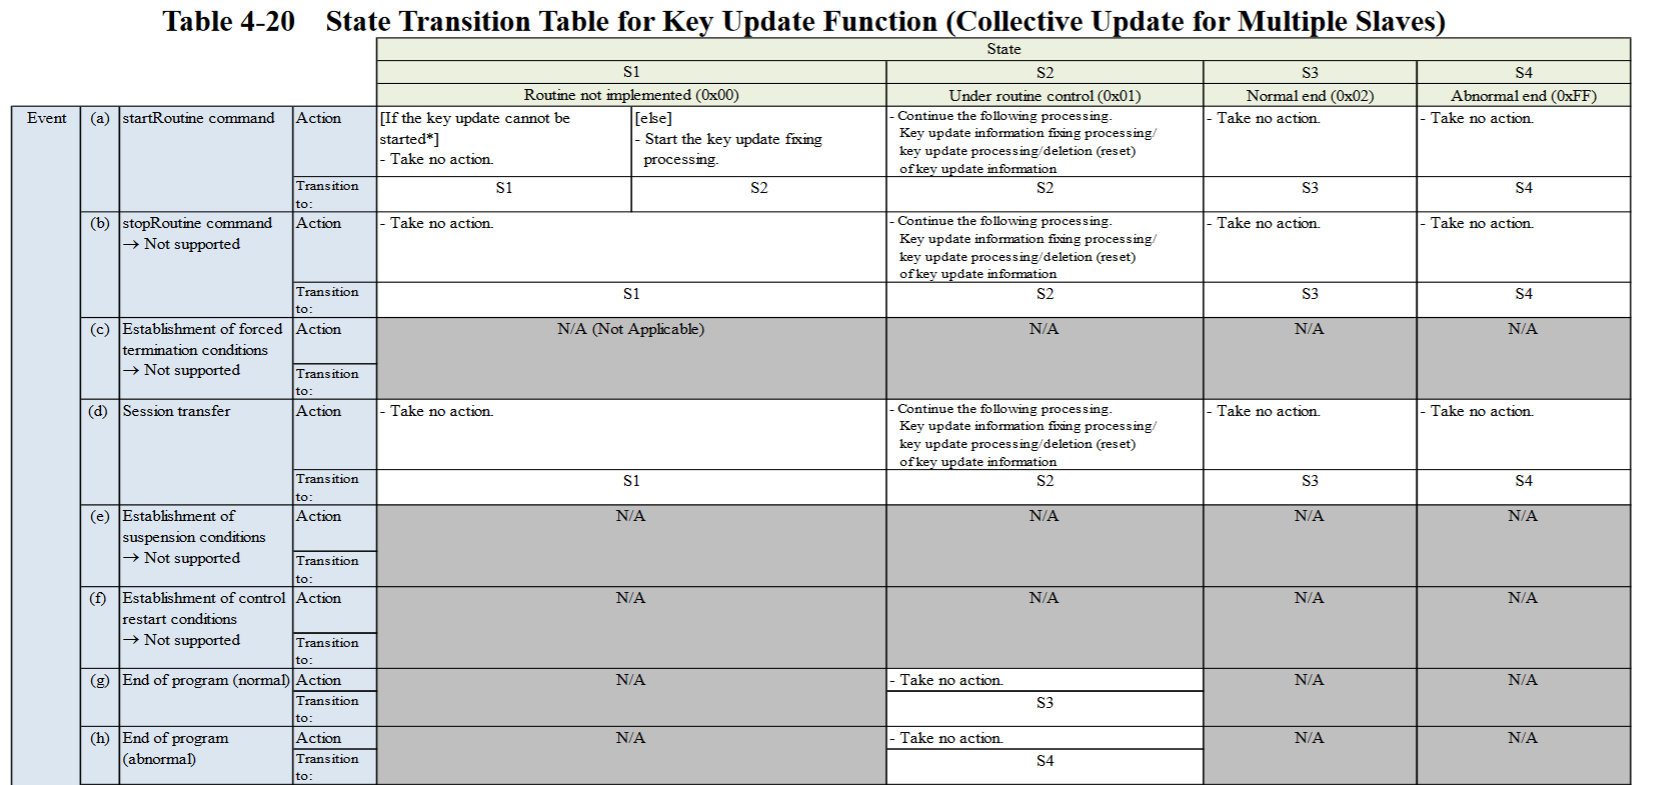 Table 4-20 State Transition Table for Key Update Function (Collective Update for Multiple Slaves)
State
S1 S2 S3 S4
Routine not implemented (0x00) Under routine control (0x01) Normal end (0x02) Abnormal end (0xFF)
Event
(a) startRoutine command
Action
[If the key update cannot be
started*]
- Take no action.
[else]
- Start the key update fixing
processing.
- Continue the following processing.
Key update information fixing processing/
key update processing/deletion (reset)
of key update information
- Take no action.
- Take no action.
Transition
to:
S1 S2 S2 S3 S4
(b) stopRoutine command
→ Not supported
Action
- Take no action.
- Continue the following processing.
Key update information fixing processing/
key update processing/deletion (reset)
of key update information
- Take no action.
- Take no action.
Transition
to:
S1 S2 S3 S4
(c) Establishment of forced
termination conditions
→ Not supported
Action
N/A (Not Applicable) N/A N/A N/A
Transition
to:
(d) Session transfer
Action
- Take no action.
- Continue the following processing.
Key update information fixing processing/
key update processing/deletion (reset)
of key update information
- Take no action.
- Take no action.
Transition
to:
S1 S2 S3 S4
(e) Establishment of
suspension conditions
→ Not supported
Action
N/A N/A N/A N/A
Transition
to:
(f) Establishment of control
restart conditions
→ Not supported
Action
N/A N/A N/A N/A
Transition
to:
(g) End of program (normal)
Action
N/A - Take no action. N/A N/A
Transition
to:
S3
(h) End of program
(abnormal)
Action
N/A - Take no action. N/A N/A
Transition
to:
S4